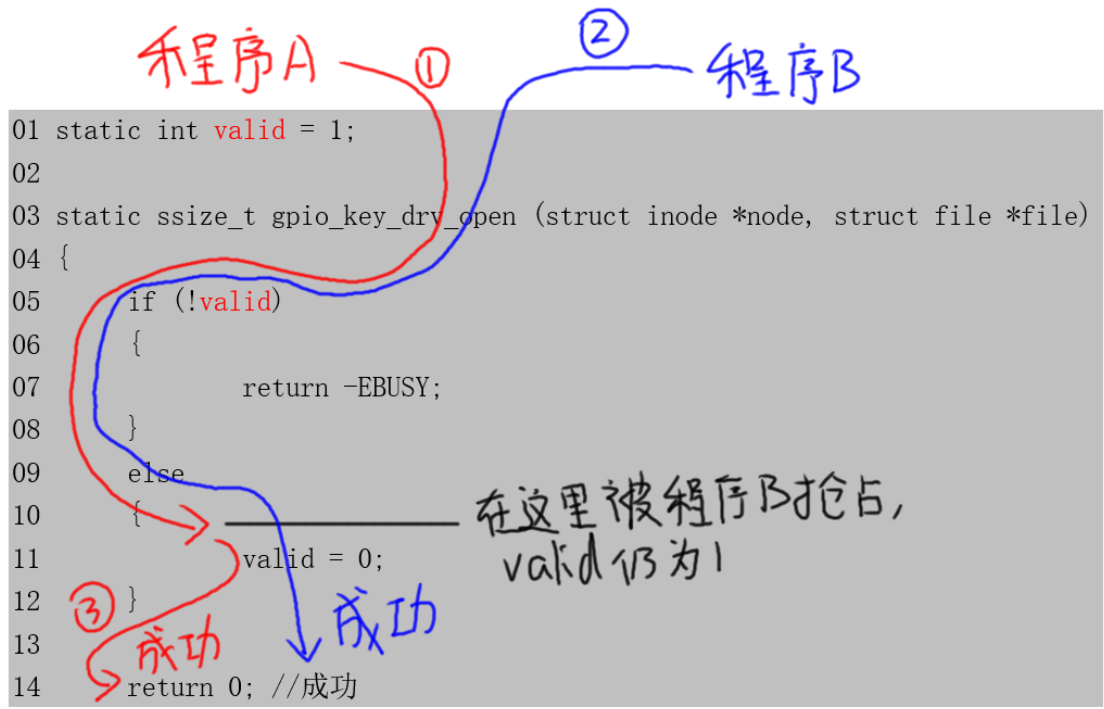 ②
程序A ① 程序B
01 static int valid = 1;
02
03 static ssize_t gpio_key_dry_open (struct inode *node, struct file *file)
04 {
05 if (!valid)
06 {
07 return -EBUSY;
08 }
09 else
10 { 在这里被程序B抢占,
11 valid = 0; valid仍为1
12 }
③ 成功
13 成功
14 return 0; //成功